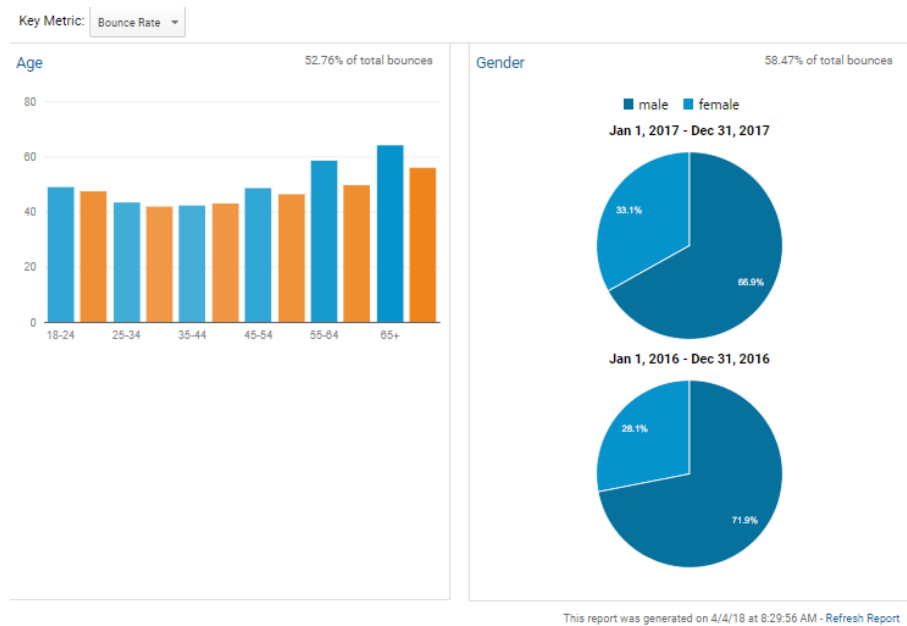 Key Metric: Bounce Rate
Age 52.76% of total bounces
80
60
40
20
0
18-24 25-34 35-44 45-54 55-64 65+
Gender 58.47% of total bounces
male female
Jan 1, 2017 - Dec 31, 2017
33.1%
66.9%
Jan 1, 2016 - Dec 31, 2016
28.1%
71.9%
This report was generated on 4/4/18 at 8:29:56 AM - Refresh Report